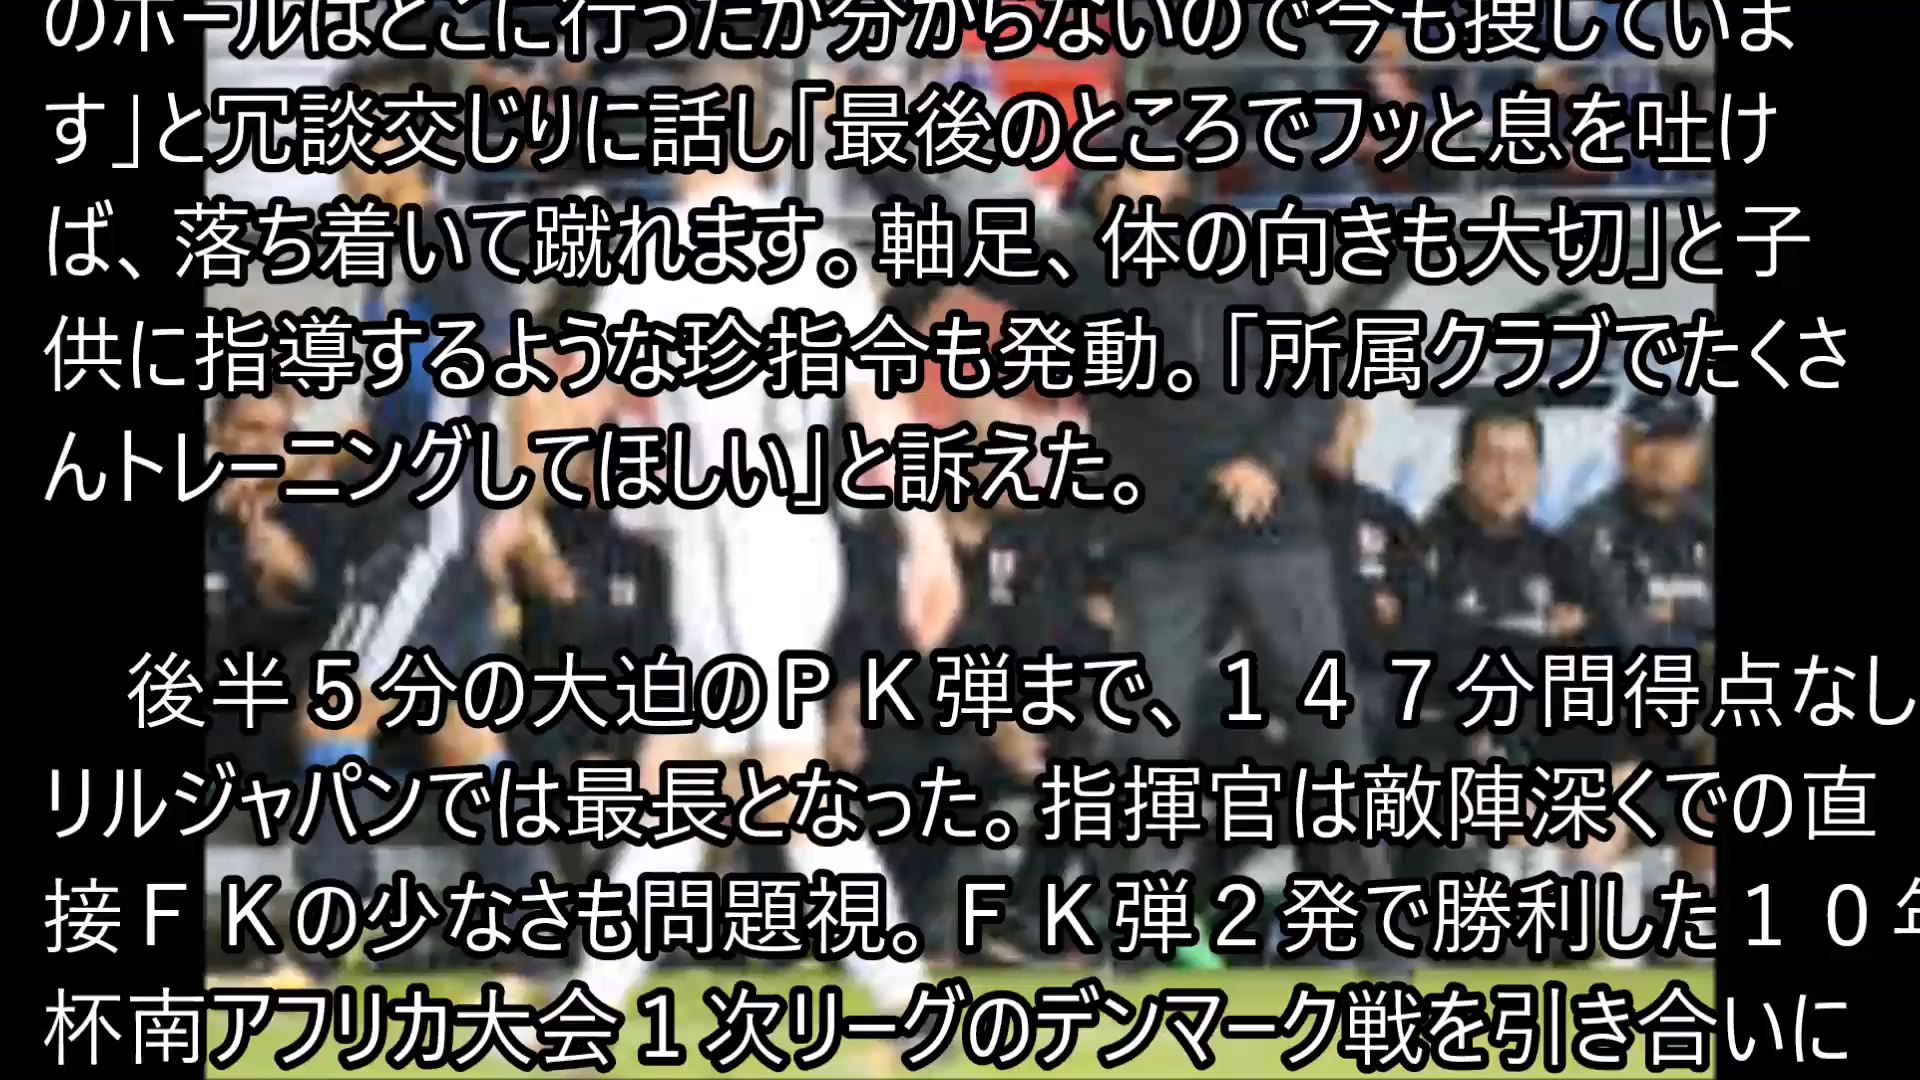 のボールはどこに行ったか分からないので今も捜していま
す」と冗談交じりに話し「最後のところでフッと息を吐け
ば、落ち着いて蹴れます。軸足、体の向きも大切」と子
供に指導するような珍指令も発動。「所属クラブでたくさ
んトレーニングしてほしい」と訴えた。
後半５分の大迫のＰＫ弾まで、１４７分間得点なし
リルジャパンでは最長となった。指揮官は敵陣深くでの直
接ＦＫの少なさも問題視。ＦＫ弾２発で勝利した１０年
杯南アフリカ大会１次リーグのデンマーク戦を引き合いに